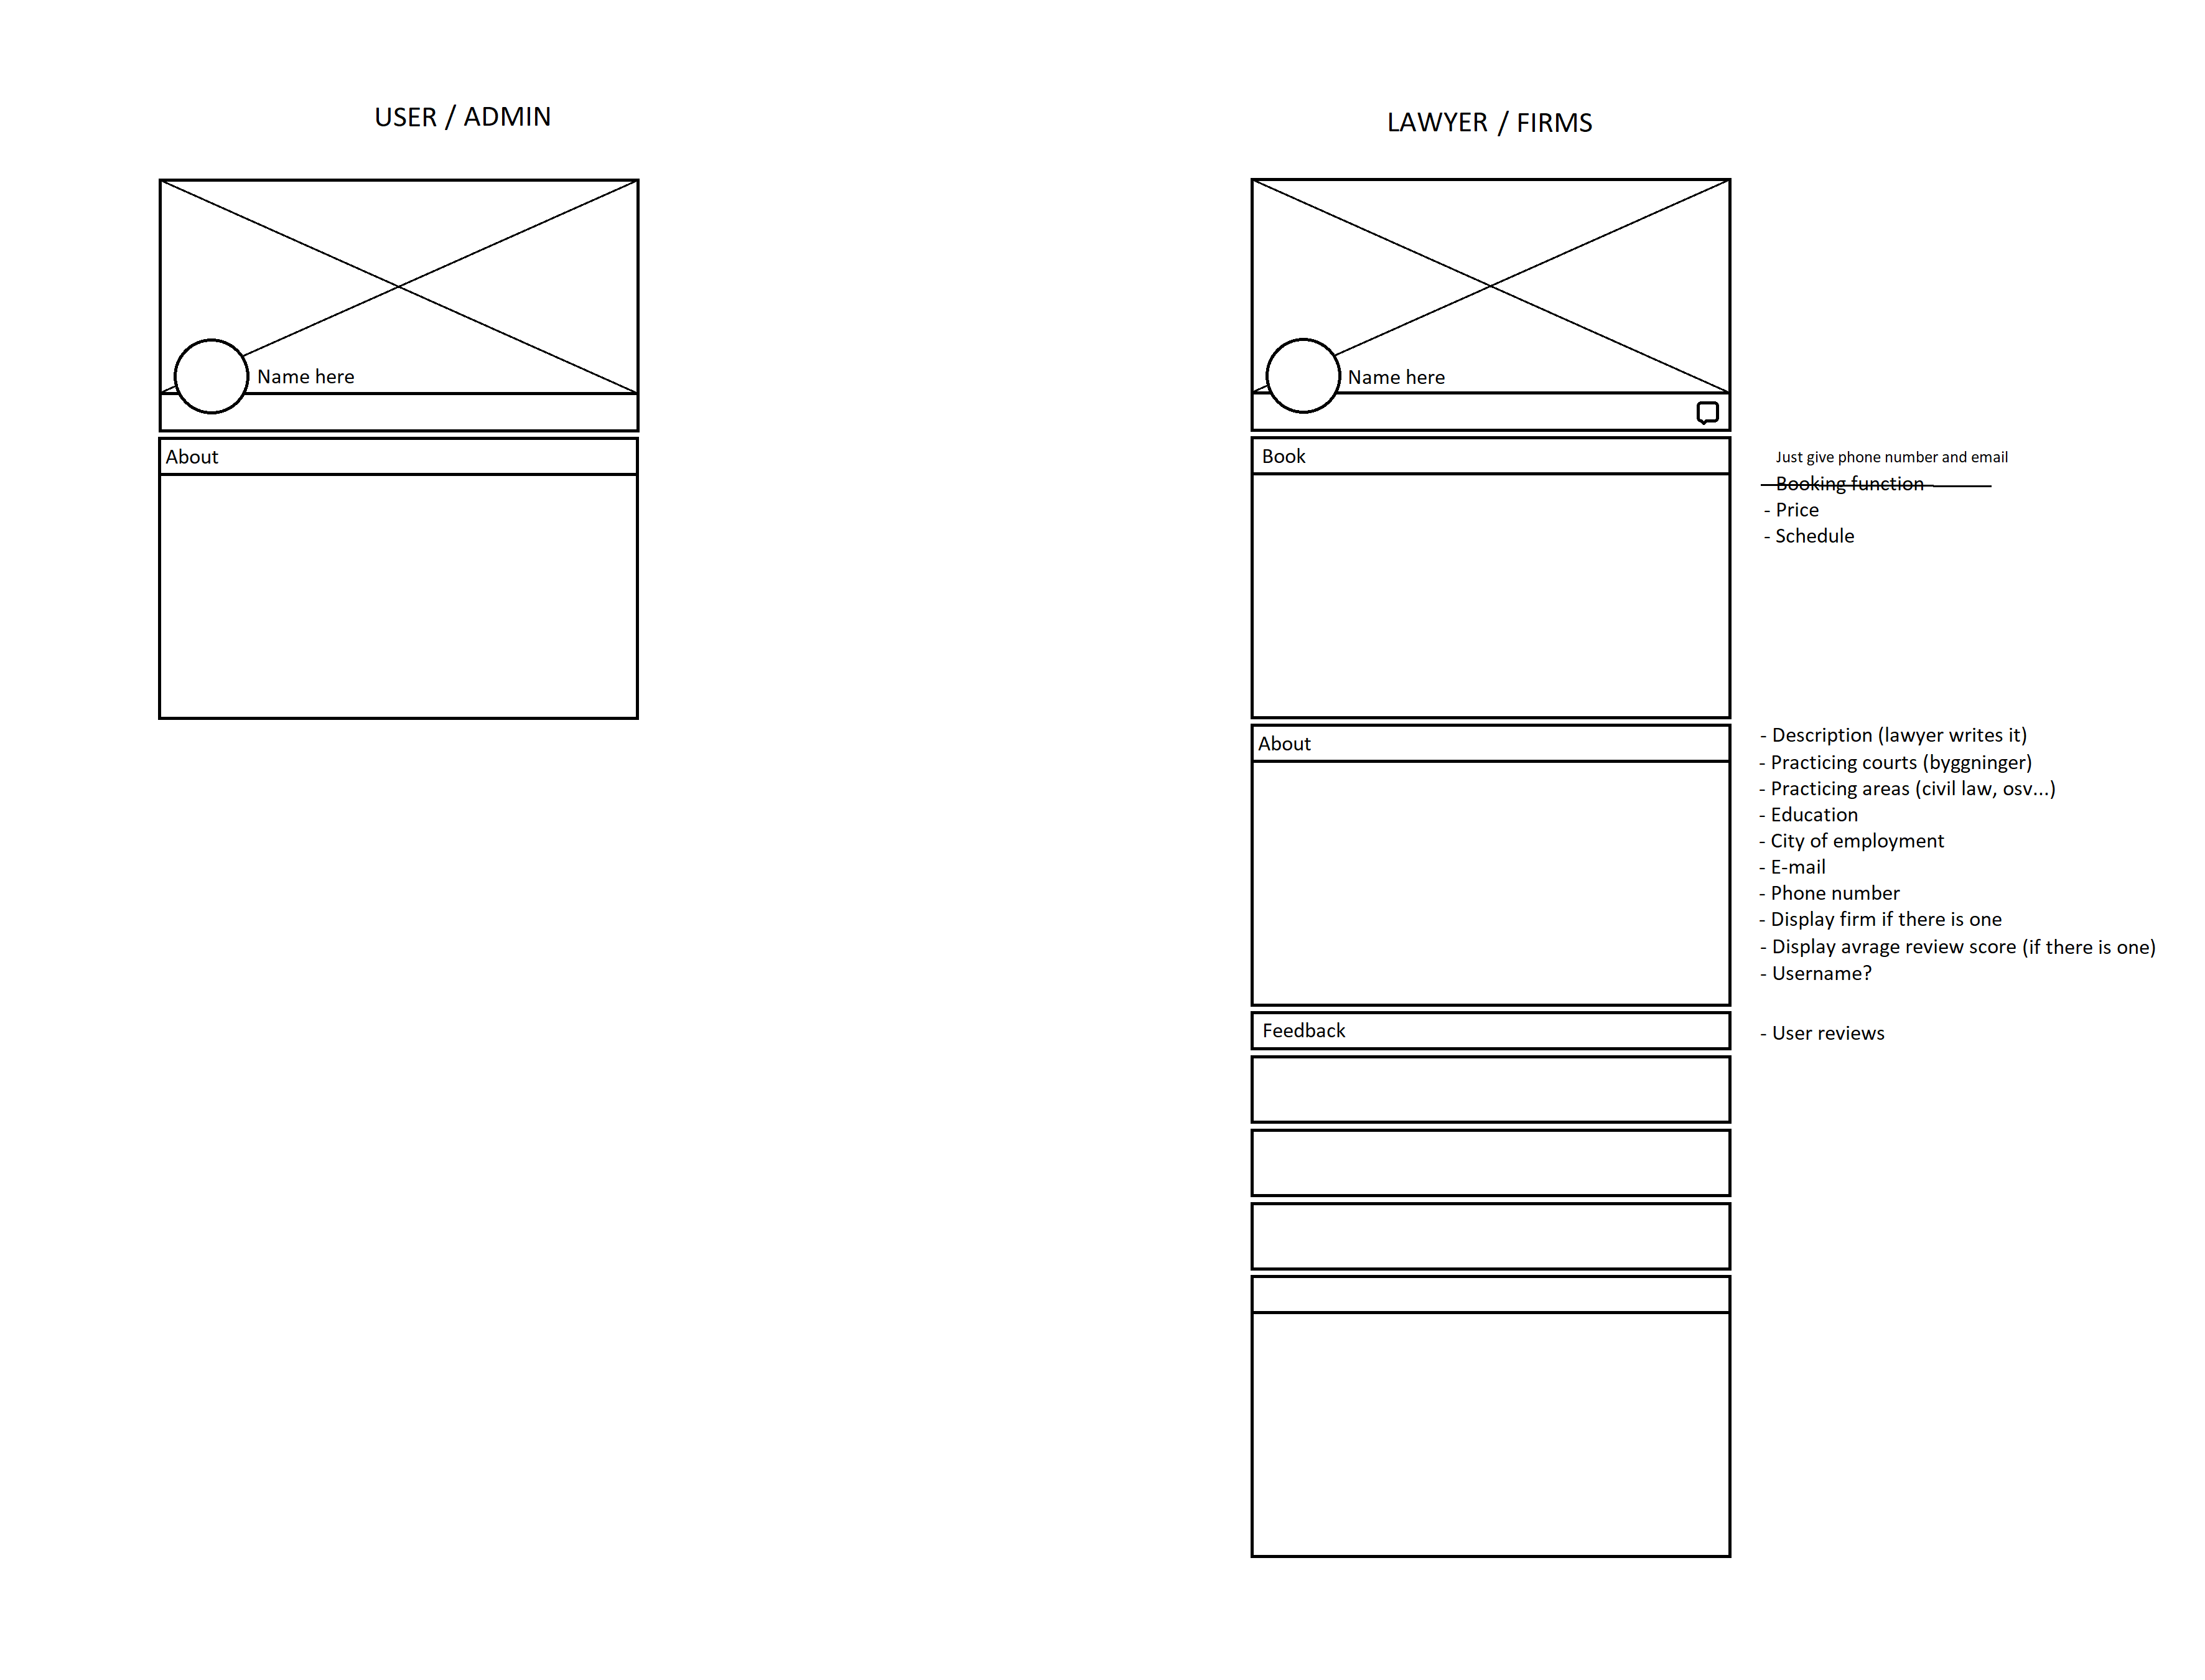 USER / ADMIN
Name here
About
LAWYER / FIRMS
Name here
Book
Just give phone number and email
- Booking function
- Price
- Schedule
About
- Description (lawyer writes it)
- Practicing courts (byggninger)
- Practicing areas (civil law, osv...)
- Education
- City of employment
- E-mail
- Phone number
- Display firm if there is one
- Display avrage review score (if there is one)
- Username?
Feedback
- User reviews